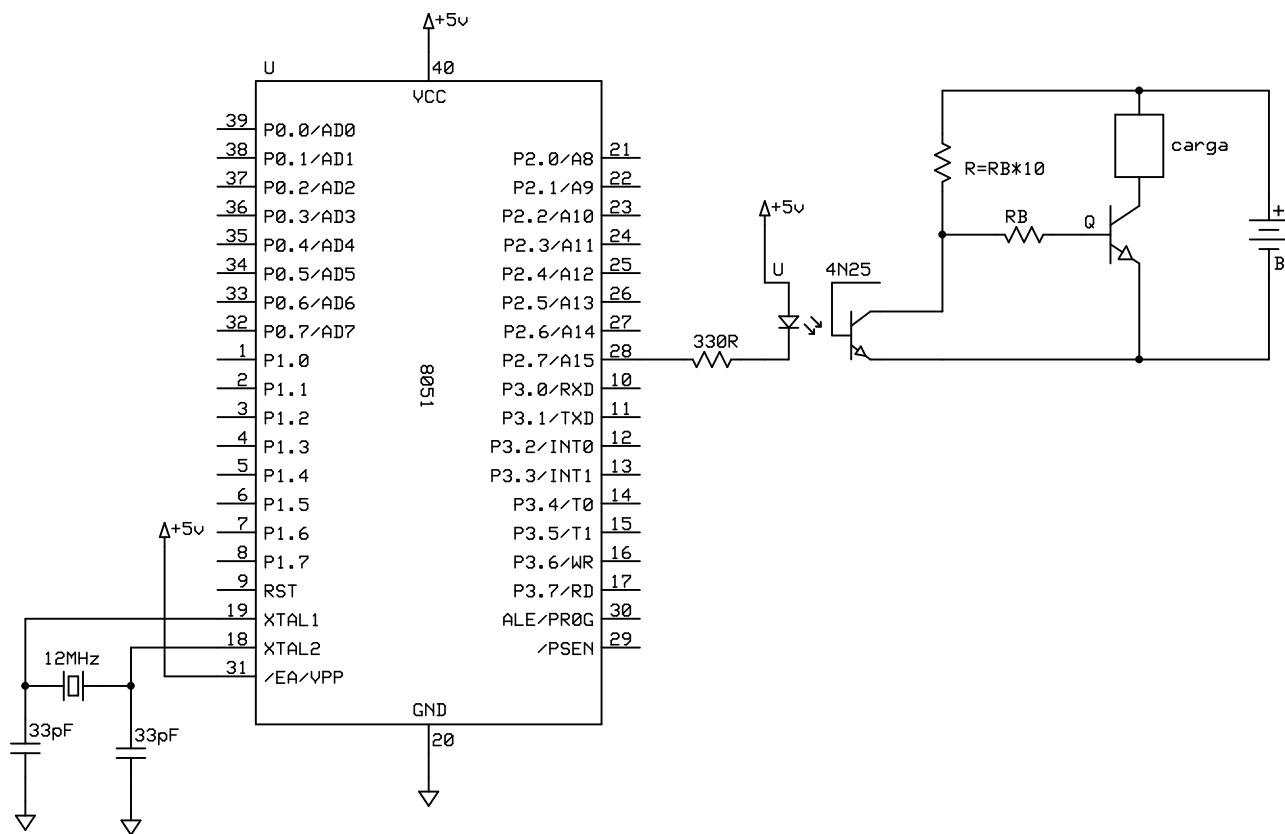 +5v
U
40
VCC
39 P0.0/AD0
38 P0.1/AD1
37 P0.2/AD2
36 P0.3/AD3
35 P0.4/AD4
34 P0.5/AD5
33 P0.6/AD6
32 P0.7/AD7
1 P1.0
2 P1.1
3 P1.2
4 P1.3
5 P1.4
6 P1.5
7 P1.6
8 P1.7
9 RST
19 XTAL1
18 XTAL2
31 /EA/VPP
P2.0/A8 21
P2.1/A9 22
P2.2/A10 23
P2.3/A11 24
P2.4/A12 25
P2.5/A13 26
P2.6/A14 27
P2.7/A15 28
P3.0/RXD 10
P3.1/TXD 11
P3.2/INT0 12
P3.3/INT1 13
P3.4/T0 14
P3.5/T1 15
P3.6/WR 16
P3.7/RD 17
ALE/PR0G 30
/PSEN 29
8051
GND
20
+5v
12MHz
33pF
33pF
330R
+5v
U
4N25
R=RB*10
RB
Q
carga
+
B